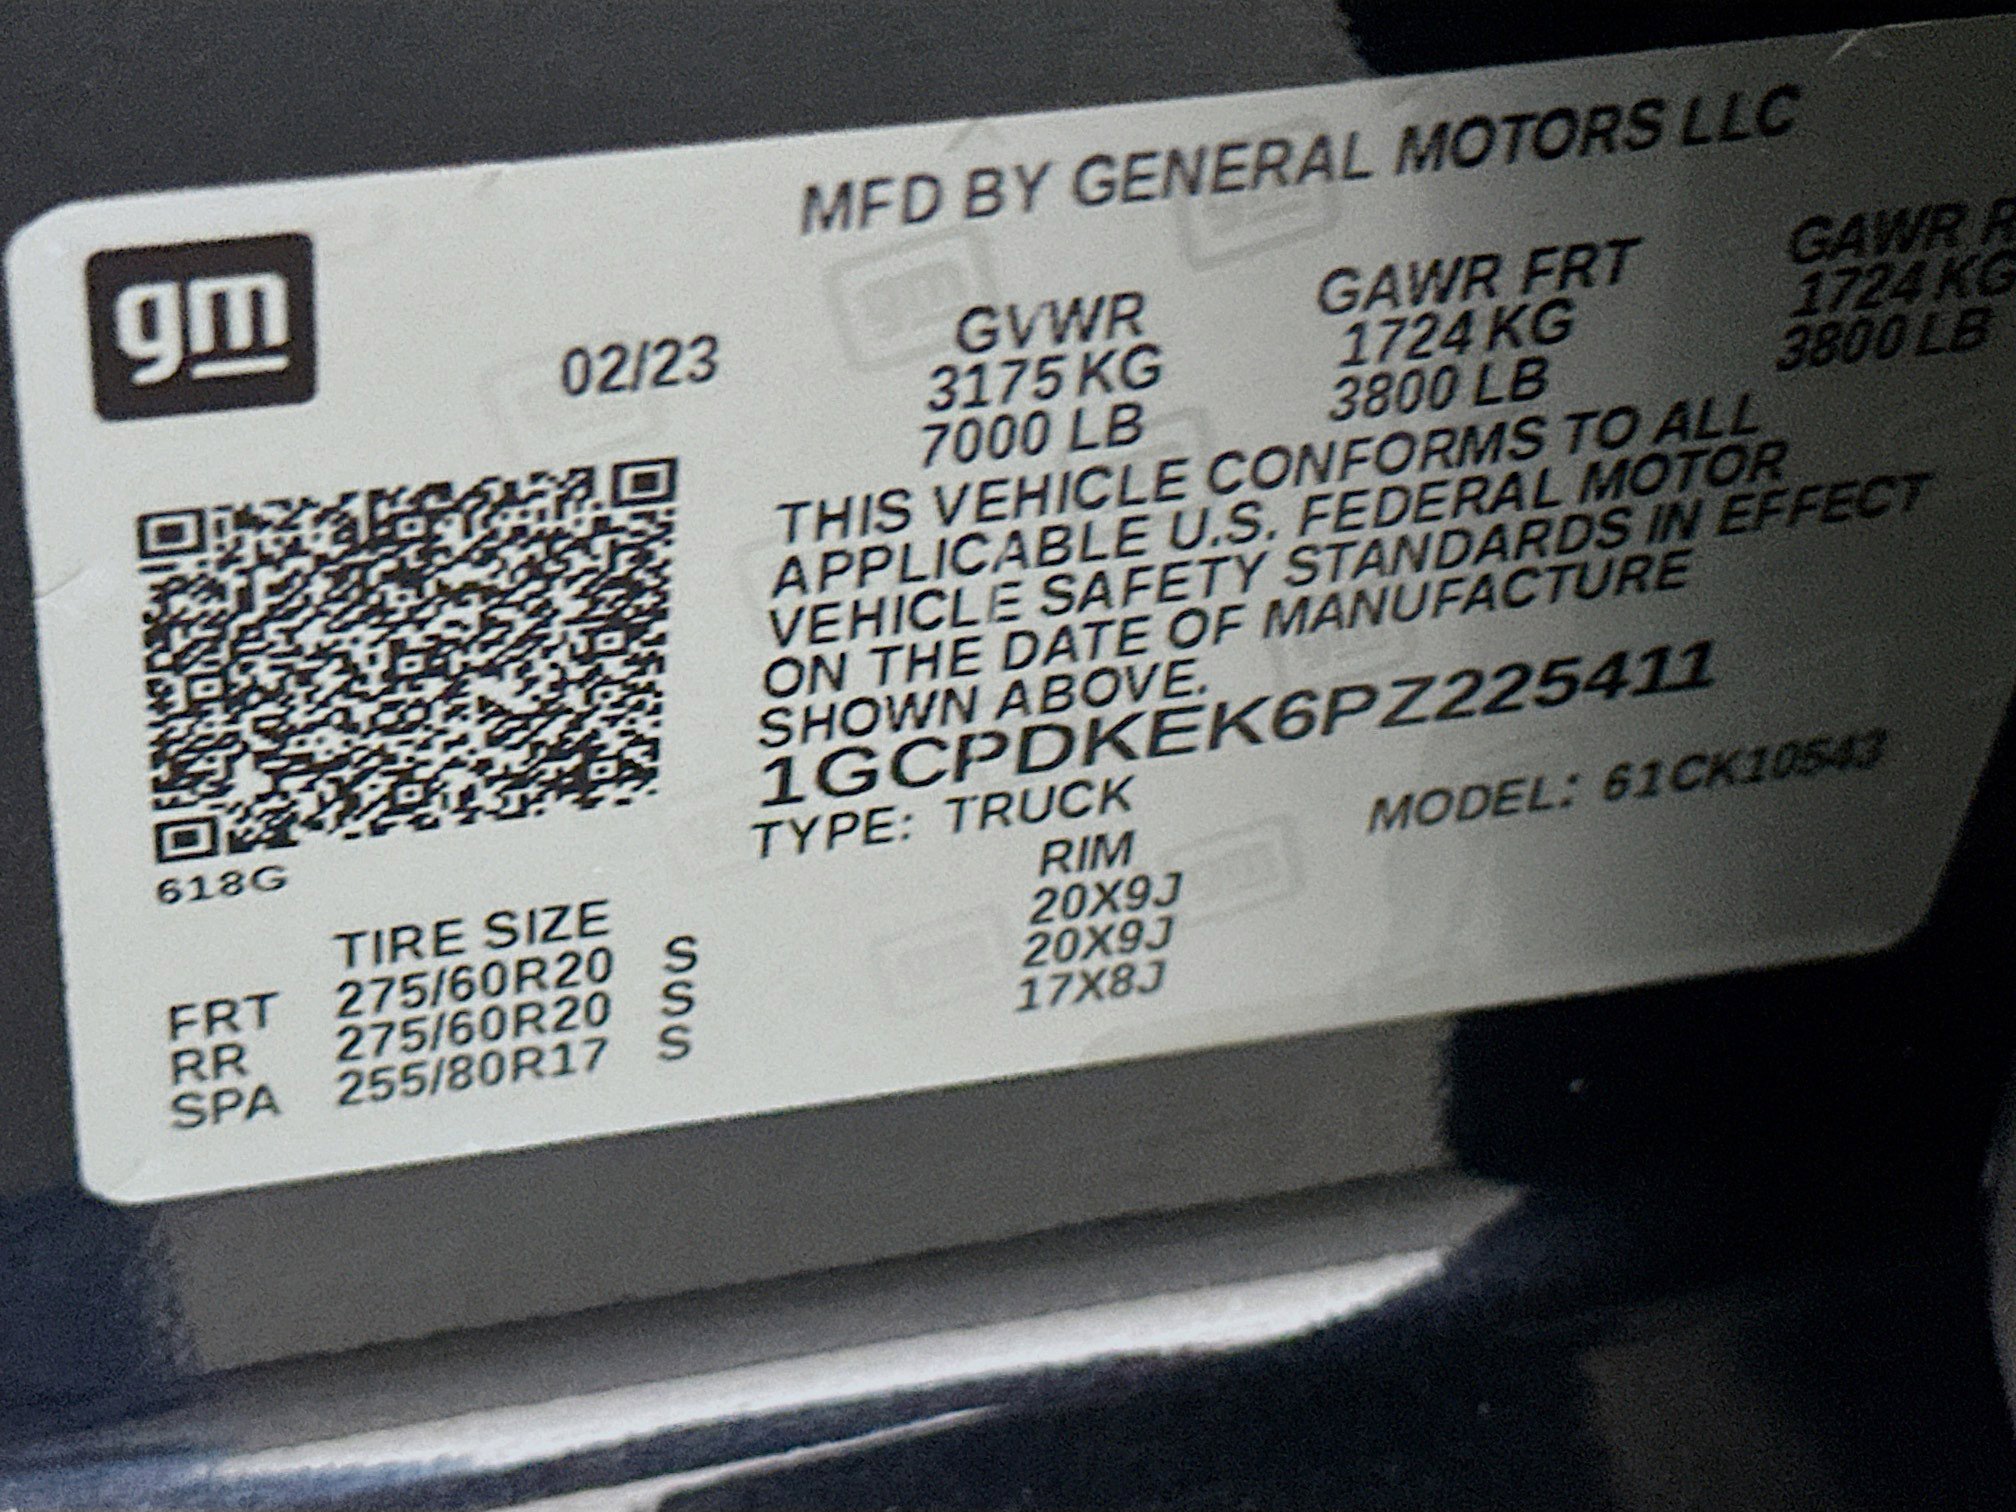 MFD BY GENERAL MOTORS LLC
gm
02/23
GVWR GAWR FRT GAWR R
3175 KG 1724 KG 1724 KG
7000 LB 3800 LB 3800 LB
THIS VEHICLE CONFORMS TO ALL
APPLICABLE U.S. FEDERAL MOTOR
VEHICLE SAFETY STANDARDS IN EFFECT
ON THE DATE OF MANUFACTURE
SHOWN ABOVE.
1GCPDKEK6PZ225411
TYPE: TRUCK MODEL: 61CK10543
618G
TIRE SIZE RIM
FRT 275/60R20 S 20X9J
RR 275/60R20 S 20X9J
SPA 255/80R17 S 17X8J